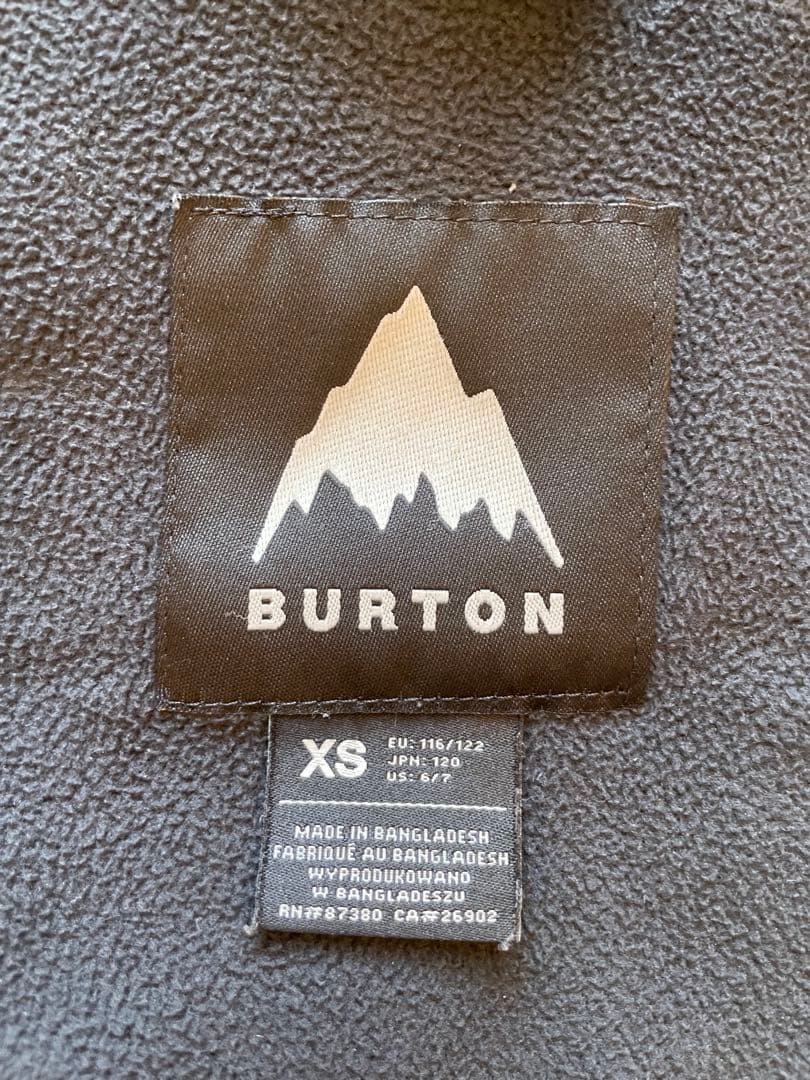 BURTON
XS
EU: 116/122
JPN: 120
US: 6/7
MADE IN BANGLADESH
FABRIQUÉ AU BANGLADESH
WYPRODUKOWANO
W BANGLADESZU
RN#87380 CA#26902